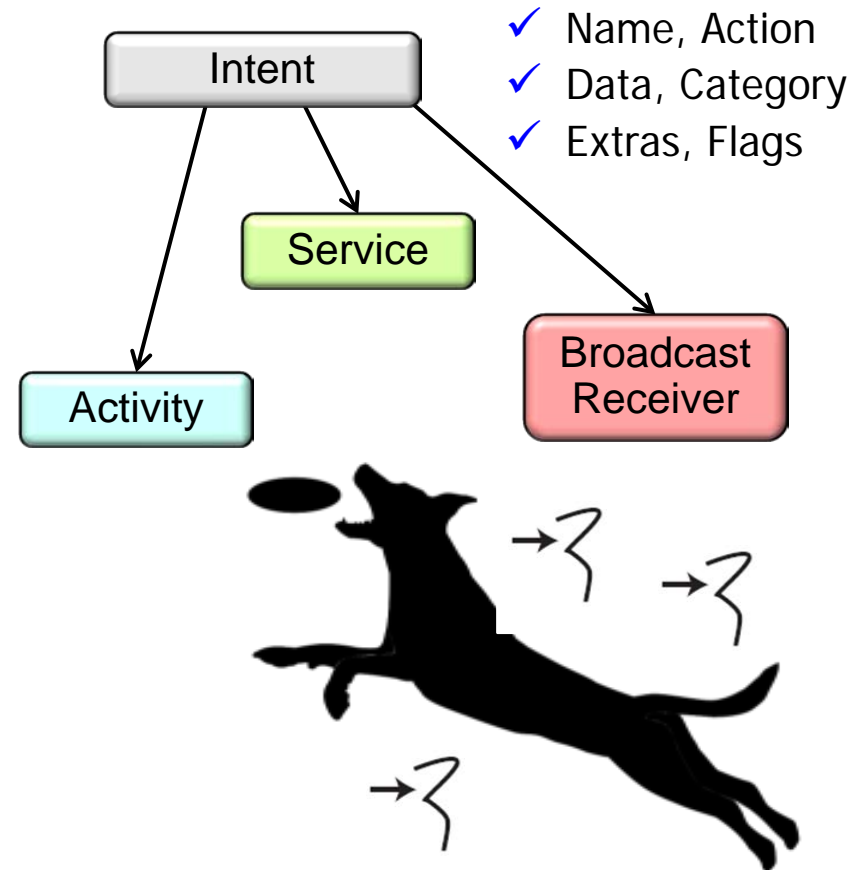 Intent
✓ Name, Action
✓ Data, Category
✓ Extras, Flags
Service
Broadcast
Receiver
Activity